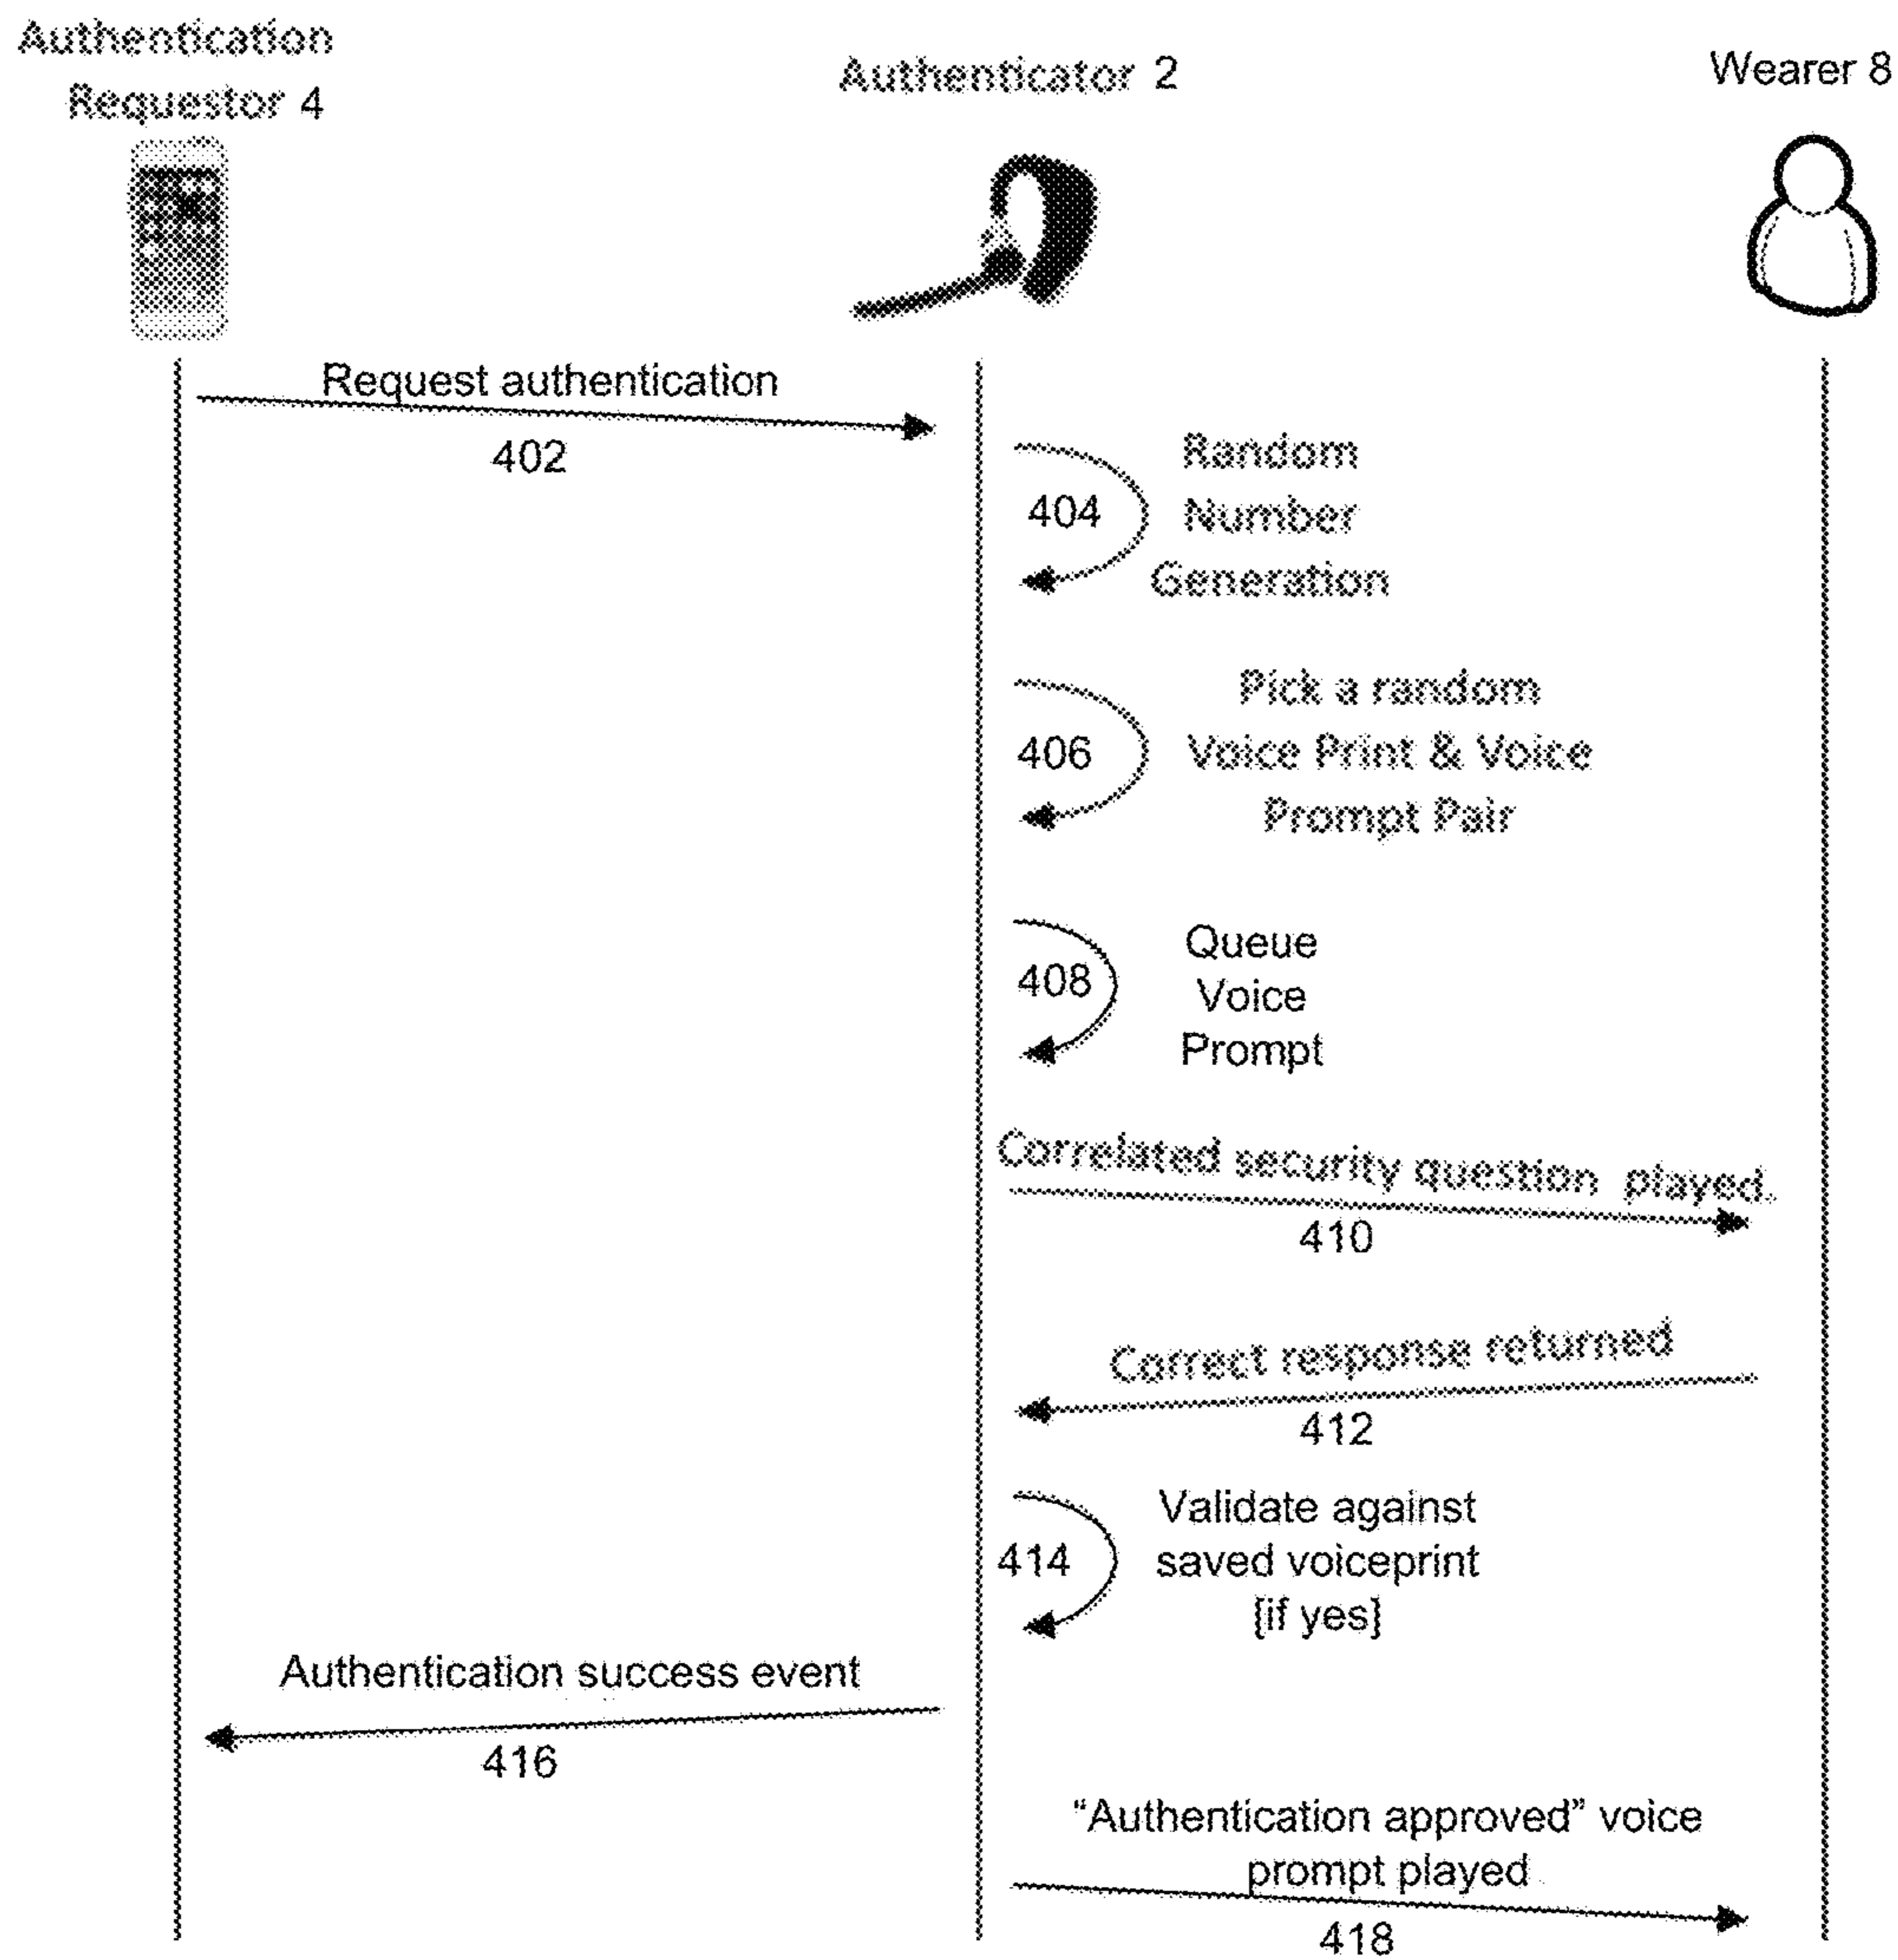 Authentication
Requestor 4
Authenticator 2
Wearer 8
Request authentication
402
Random
404
Number
Generation
Pick a random
406
Voice Print & Voice
Prompt Pair
Queue
408
Voice
Prompt
Correlated security question played.
410
Correct response returned
412
Validate against
414
saved voiceprint
[if yes]
Authentication success event
416
“Authentication approved” voice
prompt played
418